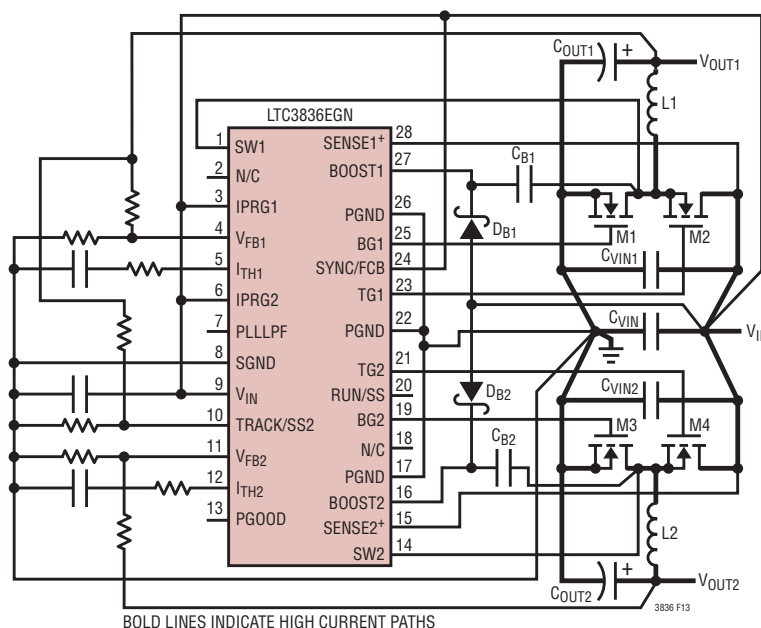 COUT1
+
VOUT1
L1
LTC3836EGN
1 SW1
2 N/C
3 IPRG1
4 VFB1
5 ITH1
6 IPRG2
7 PLLLPF
8 SGND
9 VIN
10 TRACK/SS2
11 VFB2
12 ITH2
13 PGOOD
SENSE1+ 28
BOOST1 27
PGND 26
BG1 25
SYNC/FCB 24
TG1 23
PGND 22
TG2 21
RUN/SS 20
BG2 19
N/C 18
PGND 17
BOOST2 16
SENSE2+ 15
SW2 14
CB1
DB1
M1
M2
CVIN1
CVIN
DB2
CVIN2
CB2
M3
M4
L2
COUT2
+
VOUT2
3836 F13
BOLD LINES INDICATE HIGH CURRENT PATHS